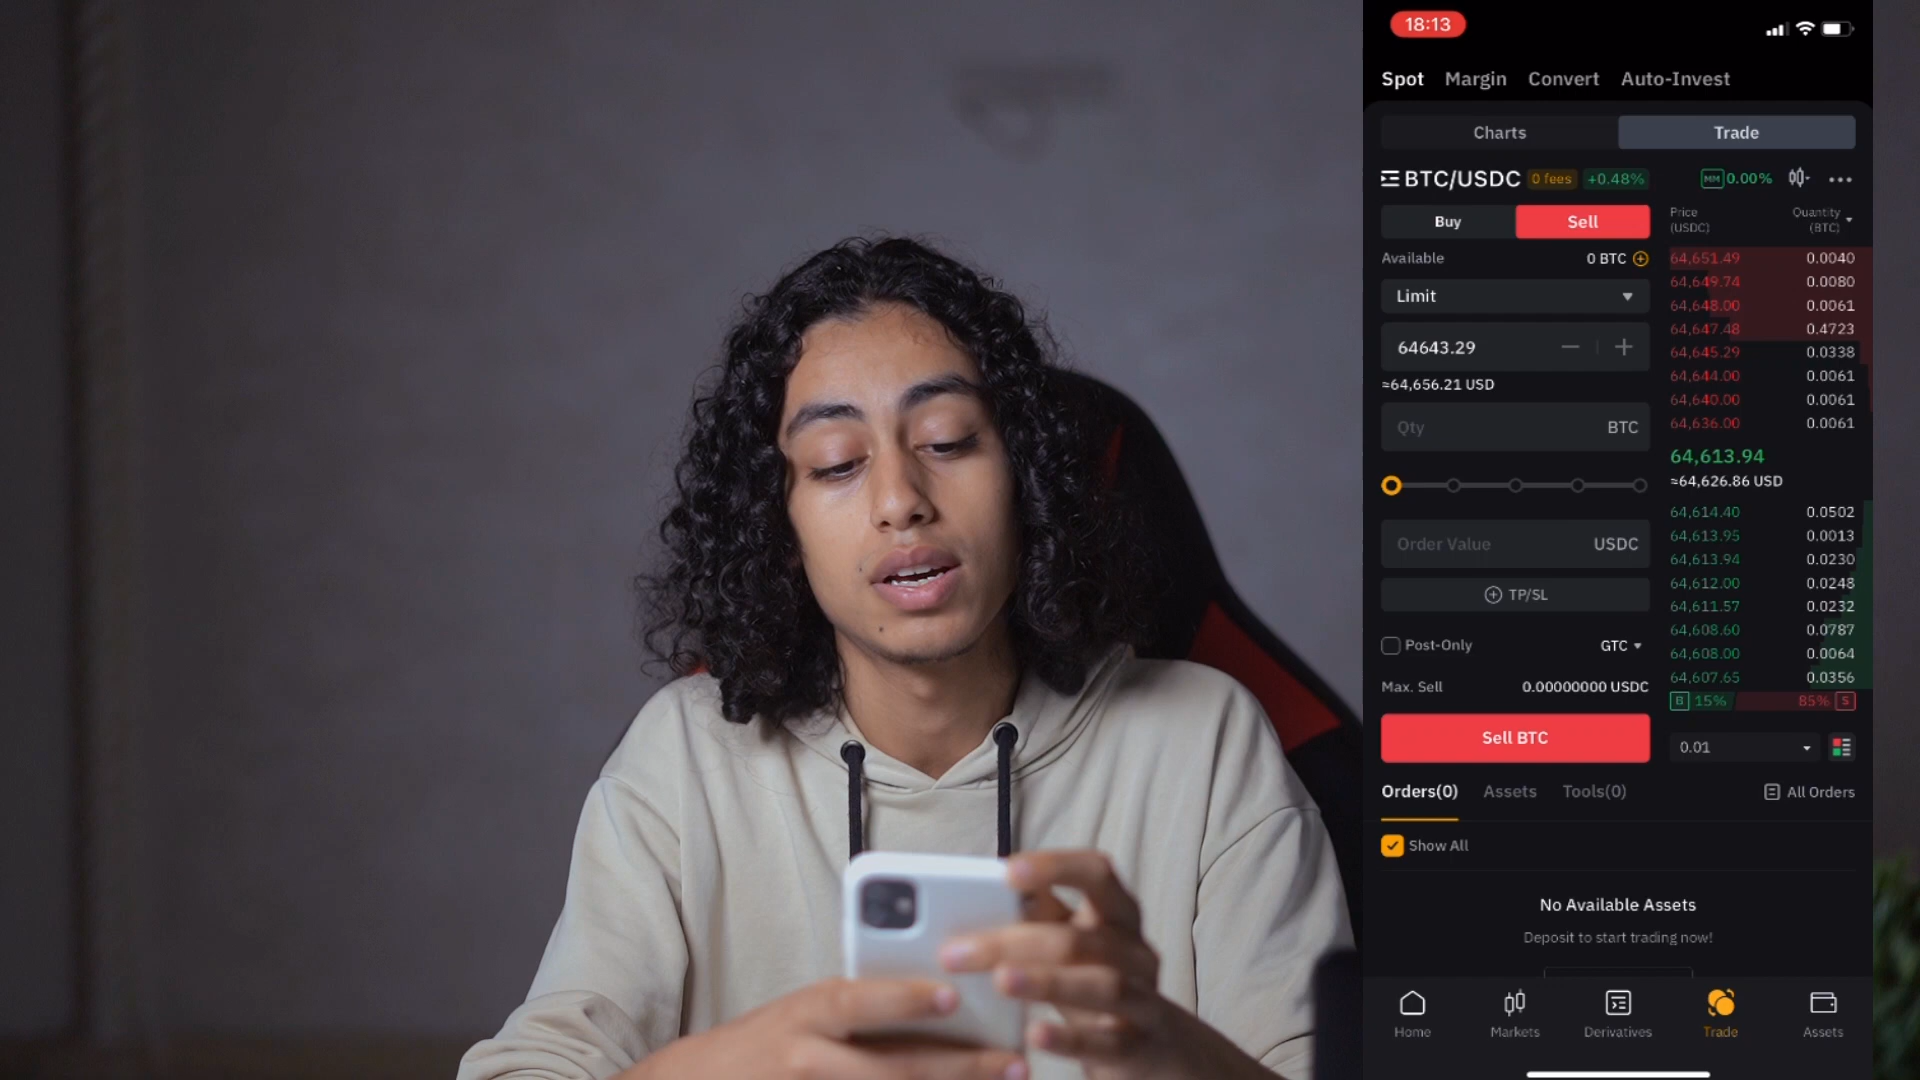 18:13
Spot Margin Convert Auto-Invest
Charts Trade
BTC/USDC 0 fees +0.48% MM 0.00%
Buy Sell
Price (USDC) Quantity (BTC)
Available 0 BTC
Limit
64643.29
≈64,656.21 USD
Qty BTC
Order Value USDC
TP/SL
Post-Only GTC
Max. Sell 0.00000000 USDC
Sell BTC
64,651.49 0.0040
64,649.74 0.0080
64,648.00 0.0061
64,647.48 0.4723
64,645.29 0.0338
64,644.00 0.0061
64,640.00 0.0061
64,636.00 0.0061
64,613.94
≈64,626.86 USD
64,614.40 0.0502
64,613.95 0.0013
64,613.94 0.0230
64,612.00 0.0248
64,611.57 0.0232
64,608.60 0.0787
64,608.00 0.0064
64,607.65 0.0356
B 15% 85% S
0.01
Orders(0) Assets Tools(0) All Orders
Show All
No Available Assets
Deposit to start trading now!
Home Markets Derivatives Trade Assets